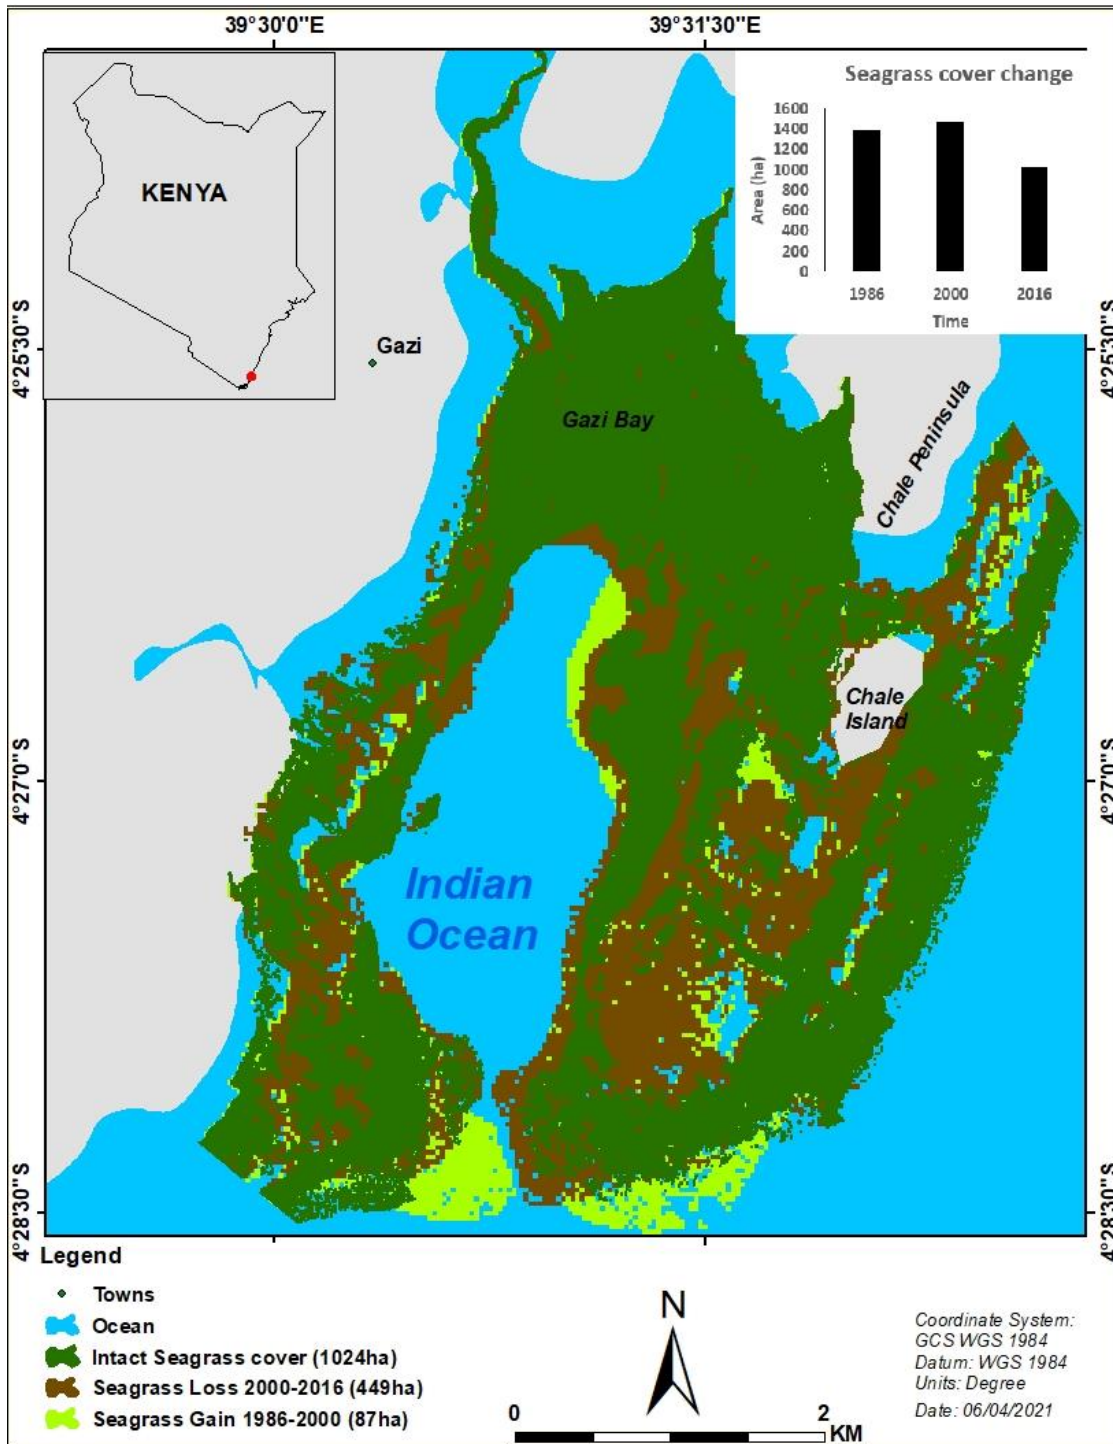 39°30'0"E
39°31'30"E
KENYA
Seagrass cover change
1600
1400
1200
1000
800
600
400
200
0
Area (ha)
1986
2000
2016
Time
4°25'30"S
4°25'30"S
Gazi
Gazi Bay
Chale Peninsula
Chale
Island
4°27'0"S
4°27'0"S
Indian
Ocean
4°28'30"S
4°28'30"S
Legend
Towns
Ocean
Intact Seagrass cover (1024ha)
Seagrass Loss 2000-2016 (449ha)
Seagrass Gain 1986-2000 (87ha)
N
0
2
KM
Coordinate System:
GCS WGS 1984
Datum: WGS 1984
Units: Degree
Date: 06/04/2021